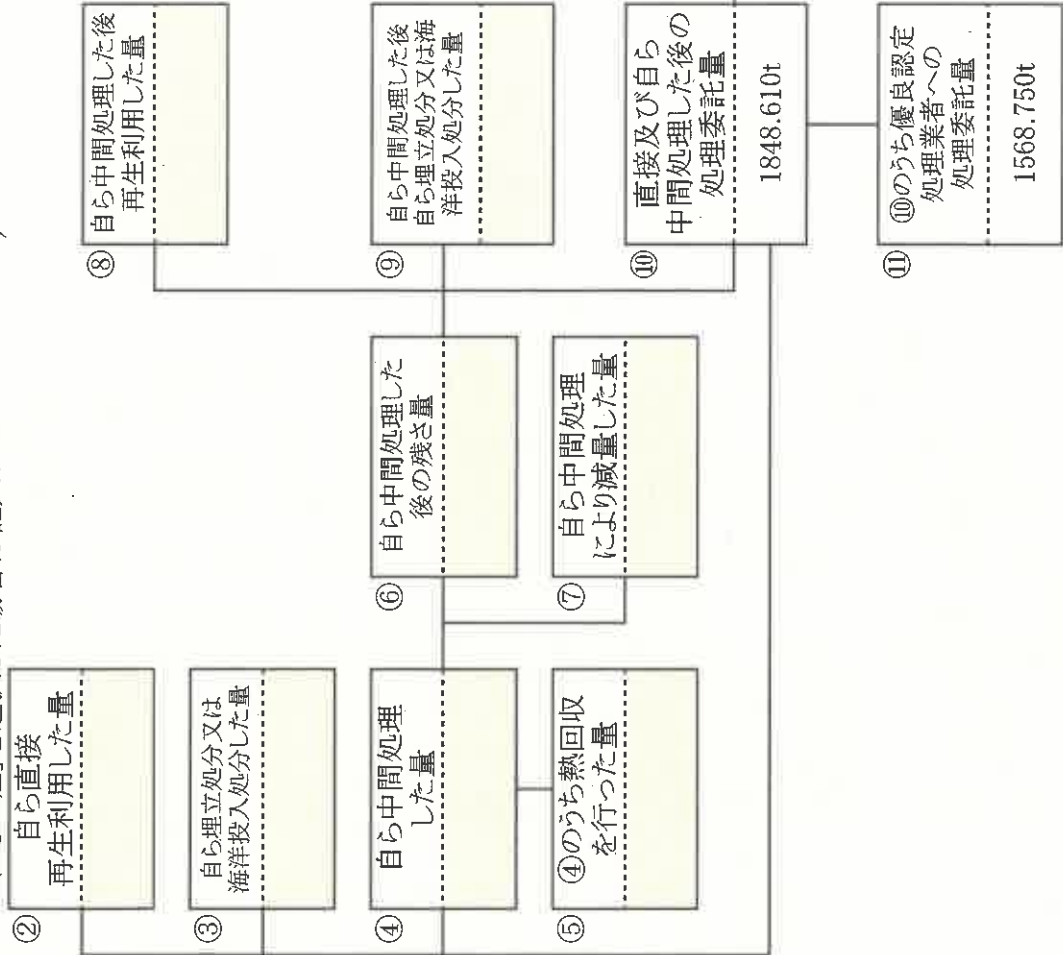 ②
自ら直接
再生利用した量
③
自ら埋立処分又は
海洋投入処分した量
④
自ら中間処理
した量
⑤
④のうち熱回収
を行った量
⑥
自ら中間処理した
後の残さ量
⑦
自ら中間処理
により減量した量
⑧
自ら中間処理した後
再生利用した量
⑨
自ら中間処理した後
自ら埋立処分又は海
洋投入処分した量
⑩
直接及び自ら
中間処理した後の
処理委託量
1848.610t
⑪
⑩のうち優良認定
処理業者への
処理委託量
1568.750t